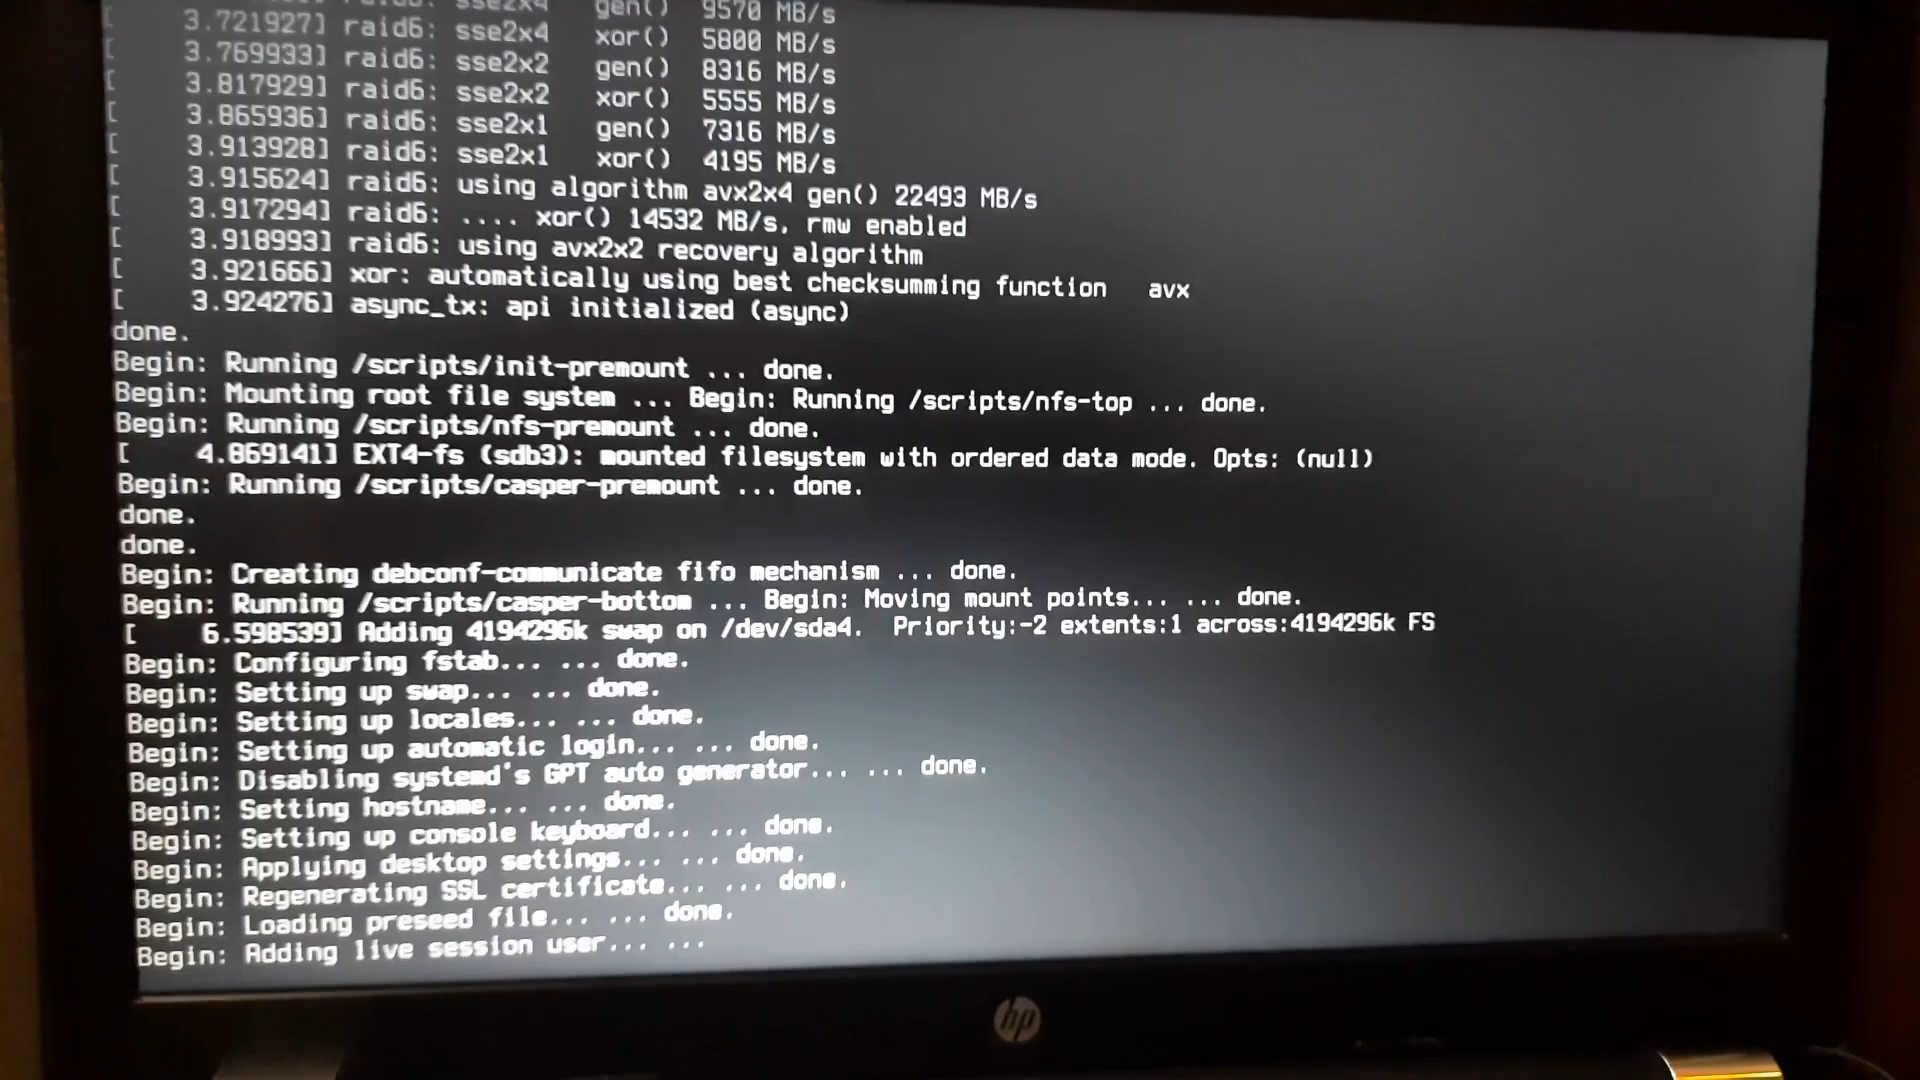 raid6: sse2x4   gen()  9570 MB/s
[    3.721927] raid6: sse2x4   xor()  5800 MB/s
[    3.769933] raid6: sse2x2   gen()  8316 MB/s
[    3.817929] raid6: sse2x2   xor()  5555 MB/s
[    3.865936] raid6: sse2x1   gen()  7316 MB/s
[    3.913928] raid6: sse2x1   xor()  4195 MB/s
[    3.915624] raid6: using algorithm avx2x4 gen() 22493 MB/s
[    3.917294] raid6: .... xor() 14532 MB/s, rmw enabled
[    3.918993] raid6: using avx2x2 recovery algorithm
[    3.921666] xor: automatically using best checksumming function   avx
[    3.924276] async_tx: api initialized (async)
done.
Begin: Running /scripts/init-premount ... done.
Begin: Mounting root file system ... Begin: Running /scripts/nfs-top ... done.
Begin: Running /scripts/nfs-premount ... done.
[    4.869141] EXT4-fs (sdb3): mounted filesystem with ordered data mode. Opts: (null)
Begin: Running /scripts/casper-premount ... done.
done.
done.
Begin: Creating debconf-communicate fifo mechanism ... done.
Begin: Running /scripts/casper-bottom ... Begin: Moving mount points... ... done.
[    6.598539] Adding 4194296k swap on /dev/sda4.  Priority:-2 extents:1 across:4194296k FS
Begin: Configuring fstab... ... done.
Begin: Setting up swap... ... done.
Begin: Setting up locales... ... done.
Begin: Setting up automatic login... ... done.
Begin: Disabling systemd's GPT auto generator... ... done.
Begin: Setting hostname... ... done.
Begin: Setting up console keyboard... ... done.
Begin: Applying desktop settings... ... done.
Begin: Regenerating SSL certificate... ... done.
Begin: Loading preseed file... ... done.
Begin: Adding live session user... ...
hp